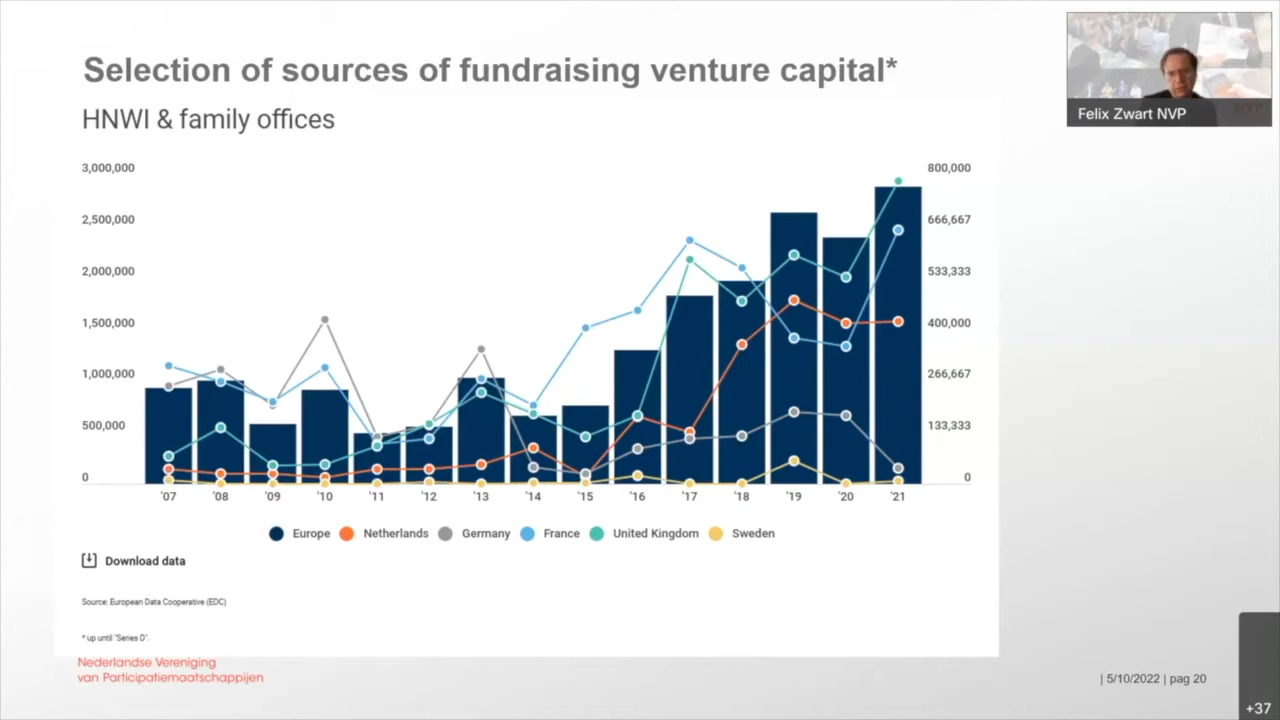 Selection of sources of fundraising venture capital*
Felix Zwart NVP
HNWI & family offices
3,000,000
2,500,000
2,000,000
1,500,000
1,000,000
500,000
0
800,000
666,667
533,333
400,000
266,667
133,333
0
'07 '08 '09 '10 '11 '12 '13 '14 '15 '16 '17 '18 '19 '20 '21
Europe Netherlands Germany France United Kingdom Sweden
Download data
Source: European Data Cooperative (EDC)
* up until 'Series D'.
Nederlandse Vereniging
van Participatiemaatschappijen
| 5/10/2022 | pag 20
+37